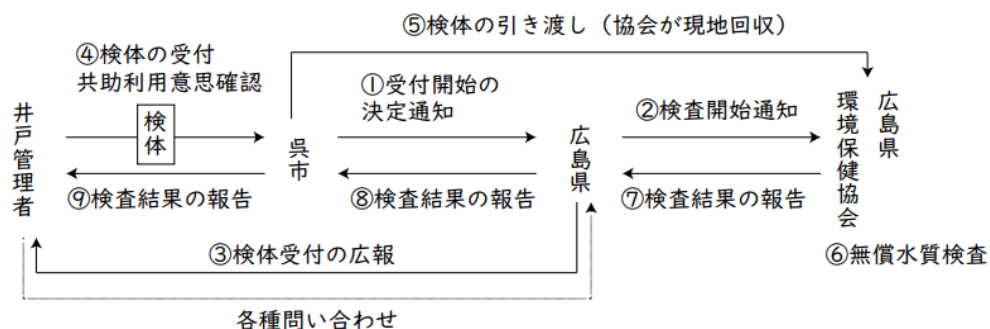 ⑤検体の引き渡し（協会が現地回収）
④検体の受付
共助利用意思確認
①受付開始の
決定通知
②検査開始通知
井戸管理者
検体
呉市
広島県
広島県
環境保健協会
⑨検査結果の報告
⑧検査結果の報告
⑦検査結果の報告
③検体受付の広報
⑥無償水質検査
各種問い合わせ